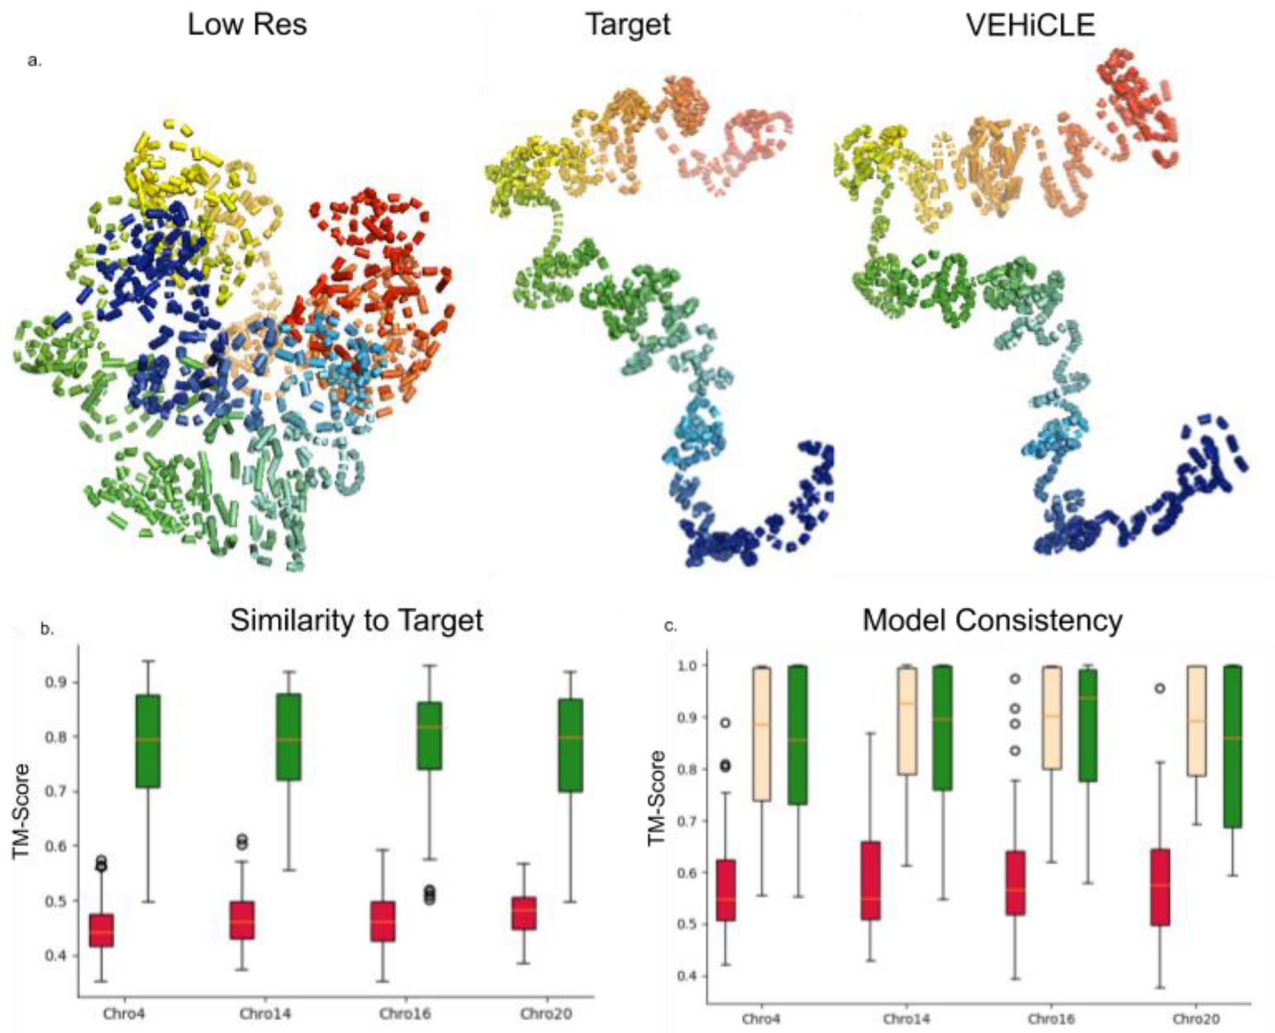 Low Res
Target
VEHiCLE
a.
b.
Similarity to Target
TM-Score
0.9
0.8
0.7
0.6
0.5
0.4
Chro4
Chro14
Chro16
Chro20
c.
Model Consistency
TM-Score
1.0
0.9
0.8
0.7
0.6
0.5
0.4
Chro4
Chro14
Chro16
Chro20